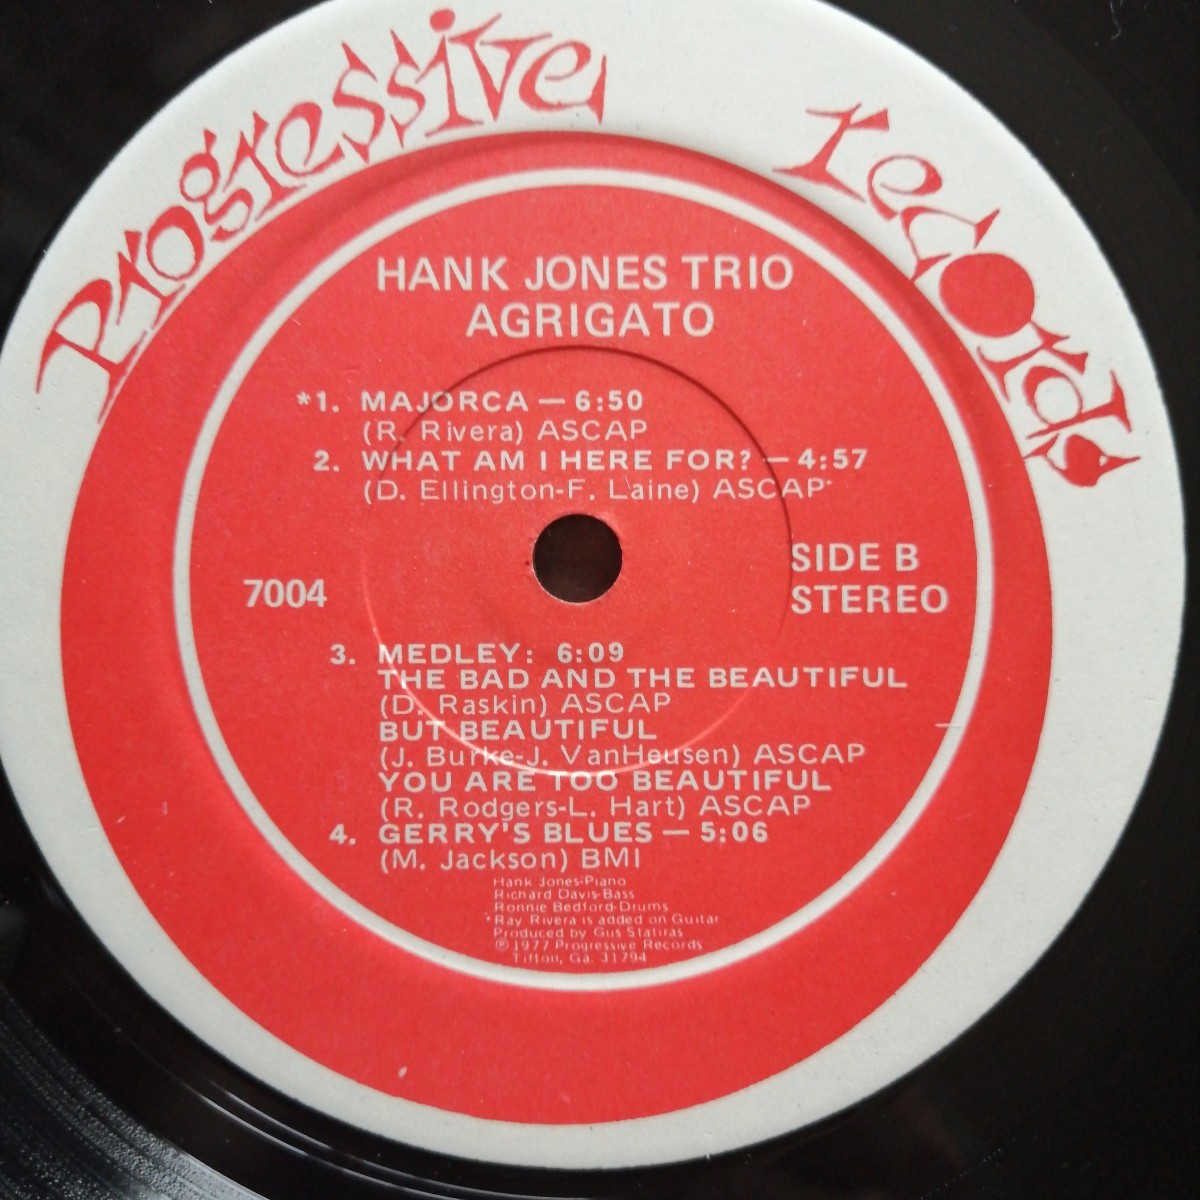 Progressive records
HANK JONES TRIO
AGRIGATO
*1. MAJORCA — 6:50
(R. Rivera) ASCAP
2. WHAT AM I HERE FOR? — 4:57
(D. Ellington-F. Laine) ASCAP
SIDE B
7004
STEREO
3. MEDLEY: 6:09
THE BAD AND THE BEAUTIFUL
(D. Raskin) ASCAP
BUT BEAUTIFUL
(J. Burke-J. VanHeusen) ASCAP
YOU ARE TOO BEAUTIFUL
(R. Rodgers-L. Hart) ASCAP
4. GERRY'S BLUES — 5:06
(M. Jackson) BMI
Hank Jones-Piano
Richard Davis-Bass
Ronnie Bedford-Drums
*Ray Rivera is added on Guitar
Produced by Gus Statiras
℗ 1977 Progressive Records
Tifton, Ga. 31794